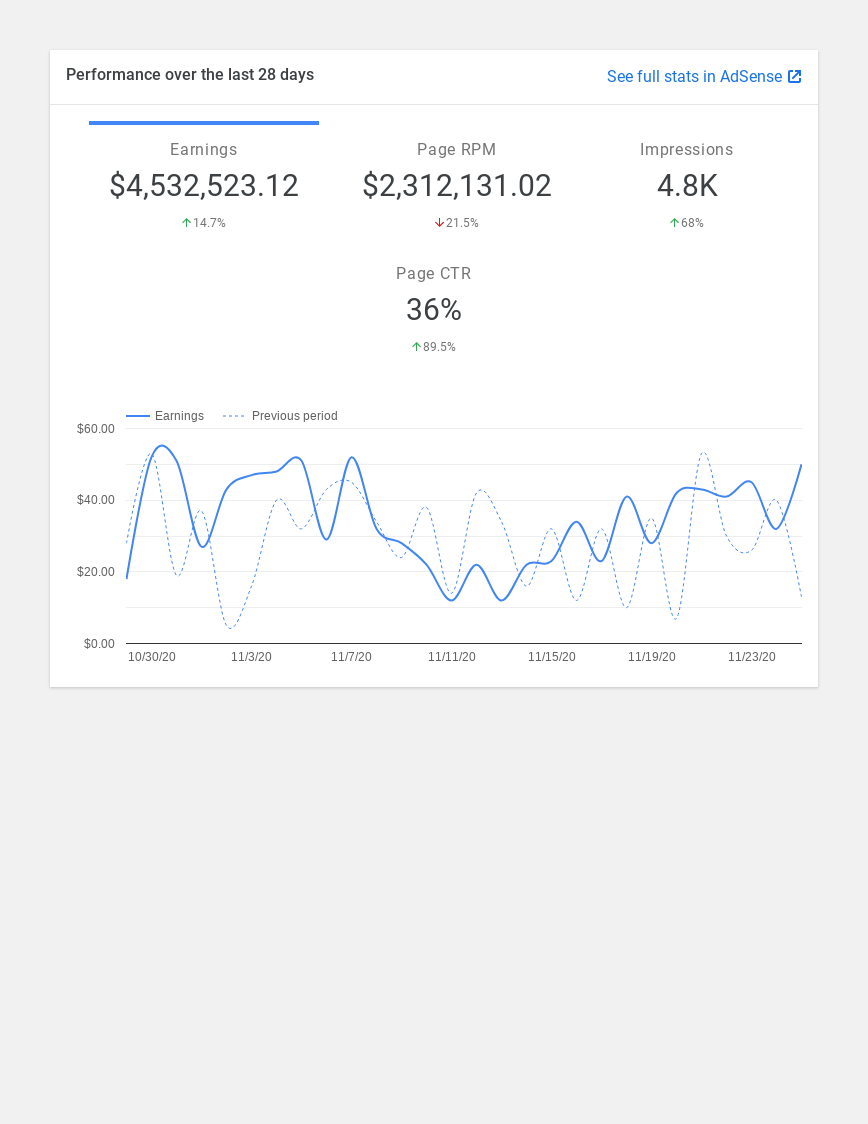 Performance over the last 28 days
See full stats in AdSense
Earnings
$4,532,523.12
14.7%
Page RPM
$2,312,131.02
21.5%
Impressions
4.8K
68%
Page CTR
36%
89.5%
Earnings
Previous period
$60.00
$40.00
$20.00
$0.00
10/30/20
11/3/20
11/7/20
11/11/20
11/15/20
11/19/20
11/23/20